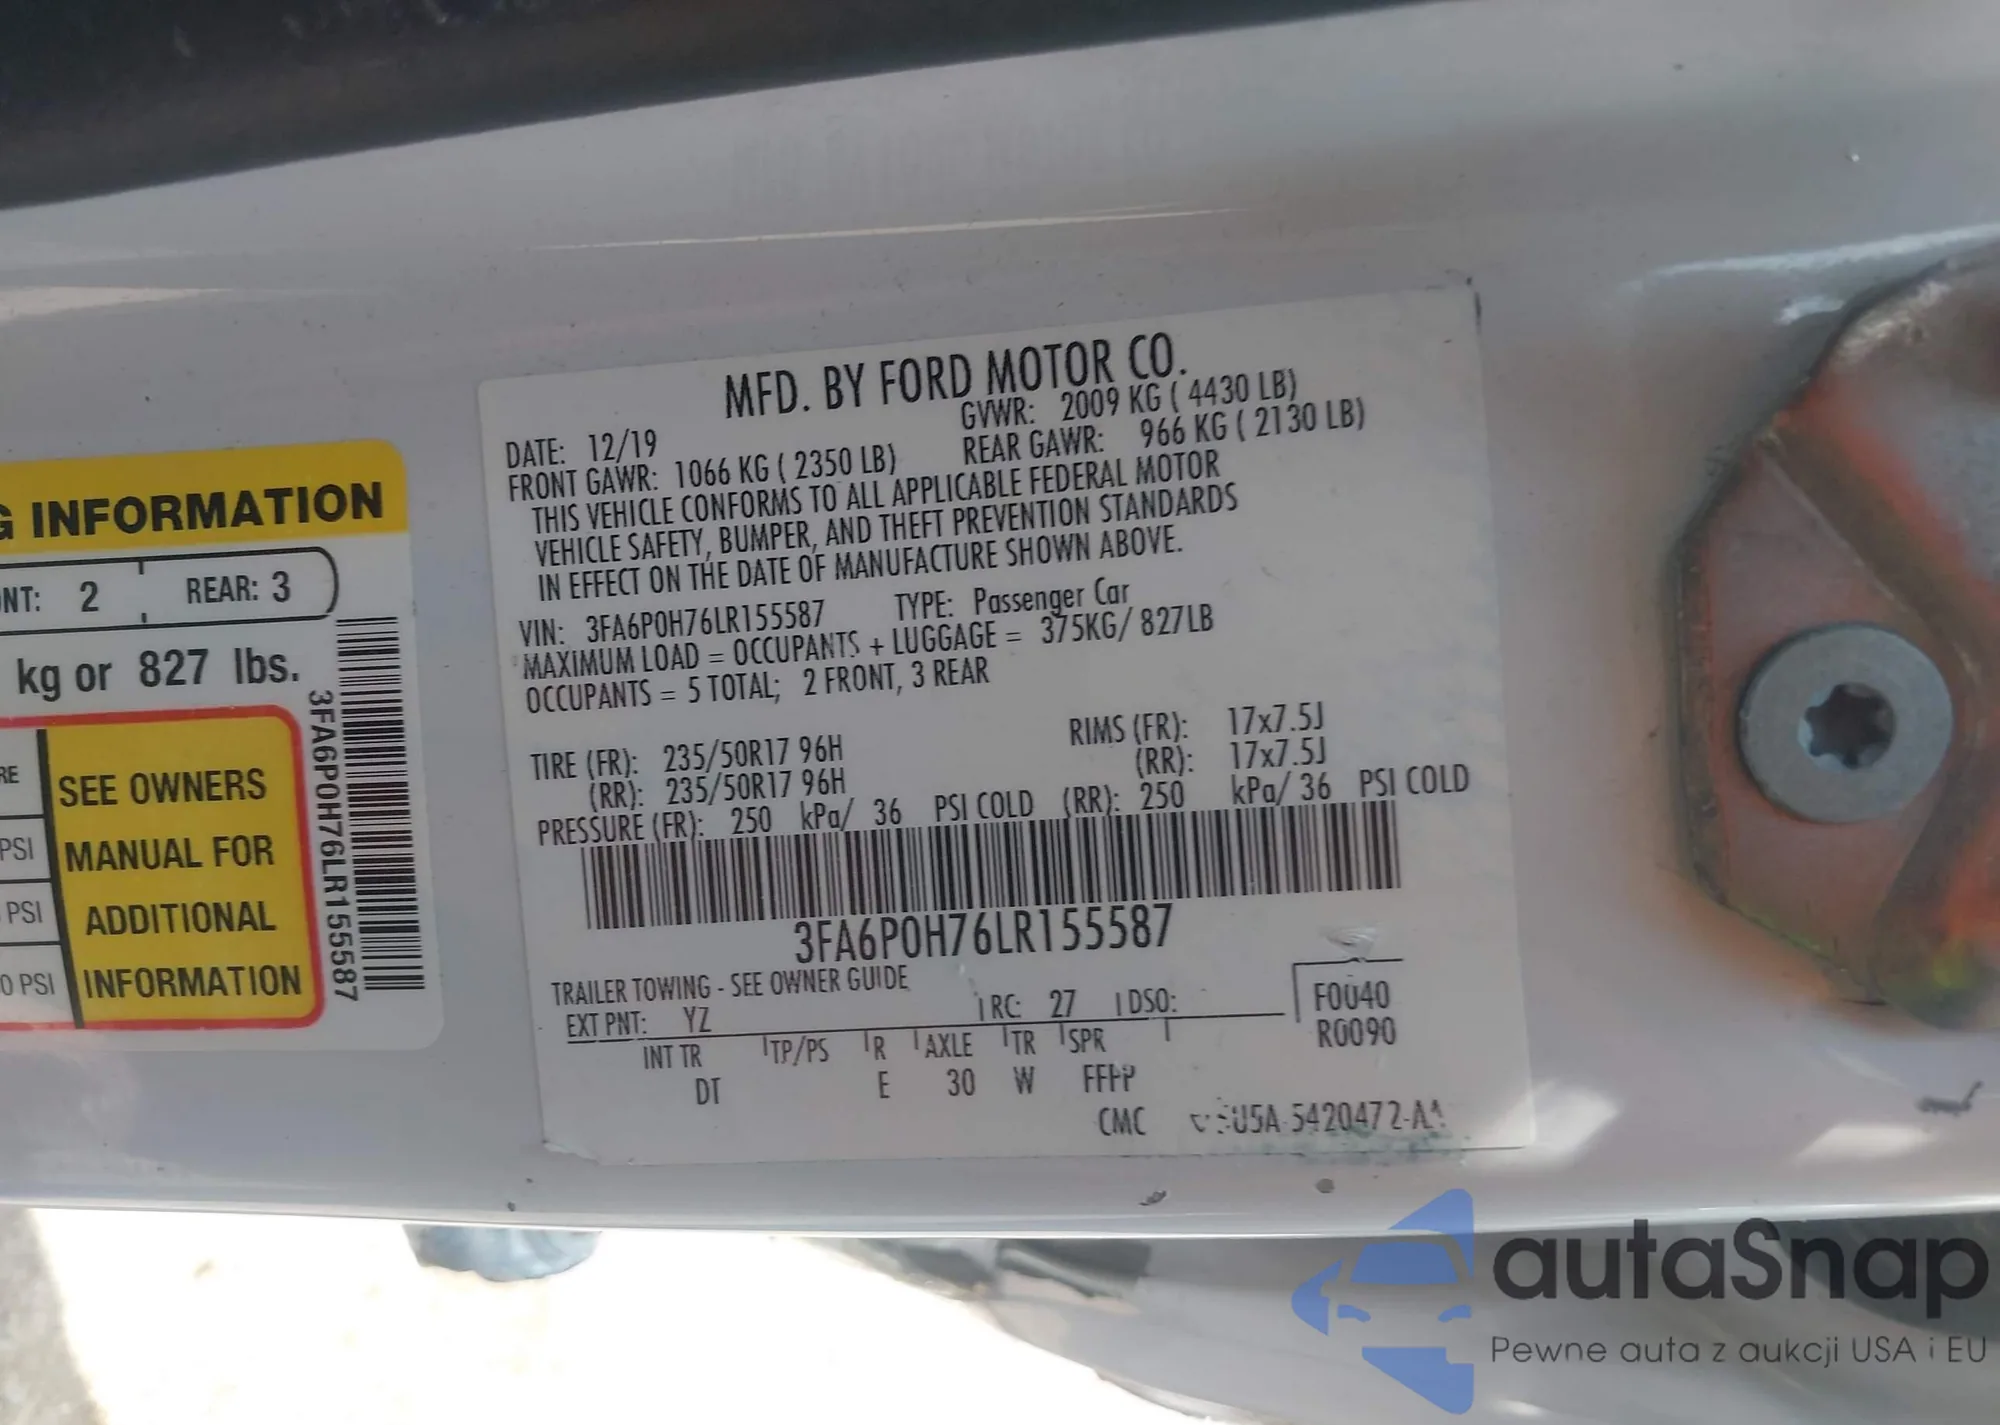 G INFORMATION
NT: 2 REAR: 3
kg or 827 lbs.
RE
PSI
PSI
0 PSI
SEE OWNERS
MANUAL FOR
ADDITIONAL
INFORMATION
3FA6P0H76LR155587
MFD. BY FORD MOTOR CO.
DATE: 12/19 GVWR: 2009 KG ( 4430 LB)
FRONT GAWR: 1066 KG ( 2350 LB) REAR GAWR: 966 KG ( 2130 LB)
THIS VEHICLE CONFORMS TO ALL APPLICABLE FEDERAL MOTOR
VEHICLE SAFETY, BUMPER, AND THEFT PREVENTION STANDARDS
IN EFFECT ON THE DATE OF MANUFACTURE SHOWN ABOVE.
VIN: 3FA6P0H76LR155587 TYPE: Passenger Car
MAXIMUM LOAD = OCCUPANTS + LUGGAGE = 375KG/ 827LB
OCCUPANTS = 5 TOTAL; 2 FRONT, 3 REAR
TIRE (FR): 235/50R17 96H RIMS (FR): 17x7.5J
(RR): 235/50R17 96H (RR): 17x7.5J
PRESSURE (FR): 250 kPa/ 36 PSI COLD (RR): 250 kPa/ 36 PSI COLD
3FA6P0H76LR155587
TRAILER TOWING - SEE OWNER GUIDE
EXT PNT: YZ RC: 27 DSO: F0040
R0090
INT TR TP/PS R AXLE TR SPR
DT E 30 W FFPP
CMC
autaSnap
Pewne auta z aukcji USA i EU